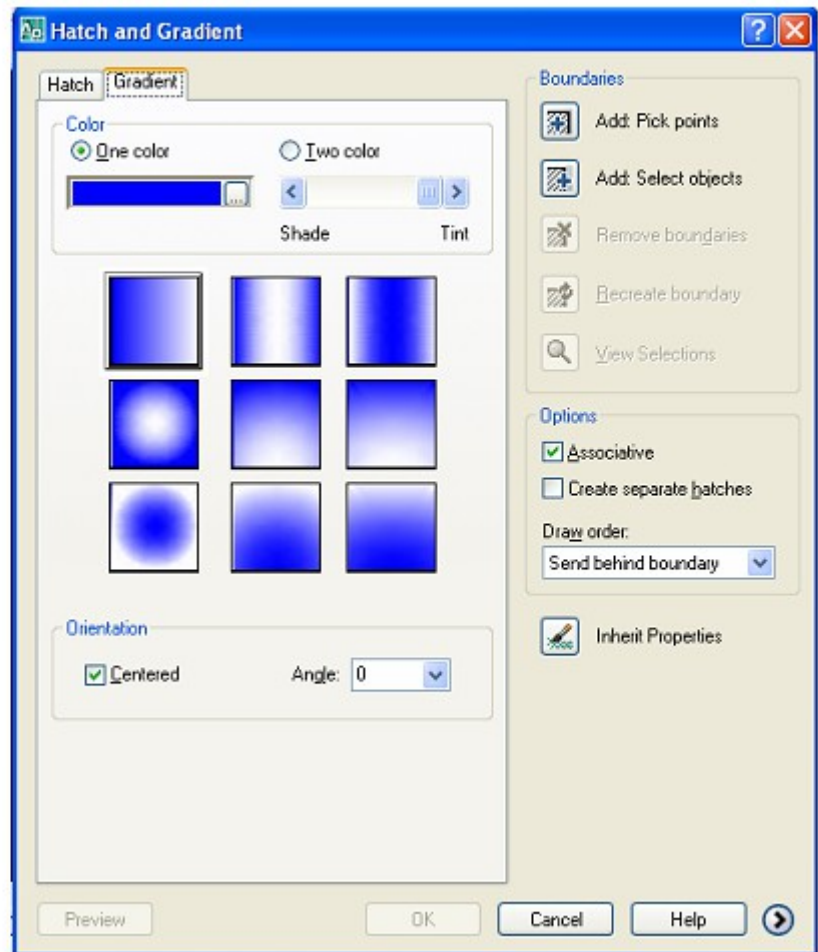 Hatch and Gradient
Hatch
Gradient
Color
One color
Two color
...
Shade
Tint
Orientation
Centered
Angle: 0
Boundaries
Add: Pick points
Add: Select objects
Remove boundaries
Recreate boundary
View Selections
Options
Associative
Create separate hatches
Draw order:
Send behind boundary
Inherit Properties
Preview
OK
Cancel
Help